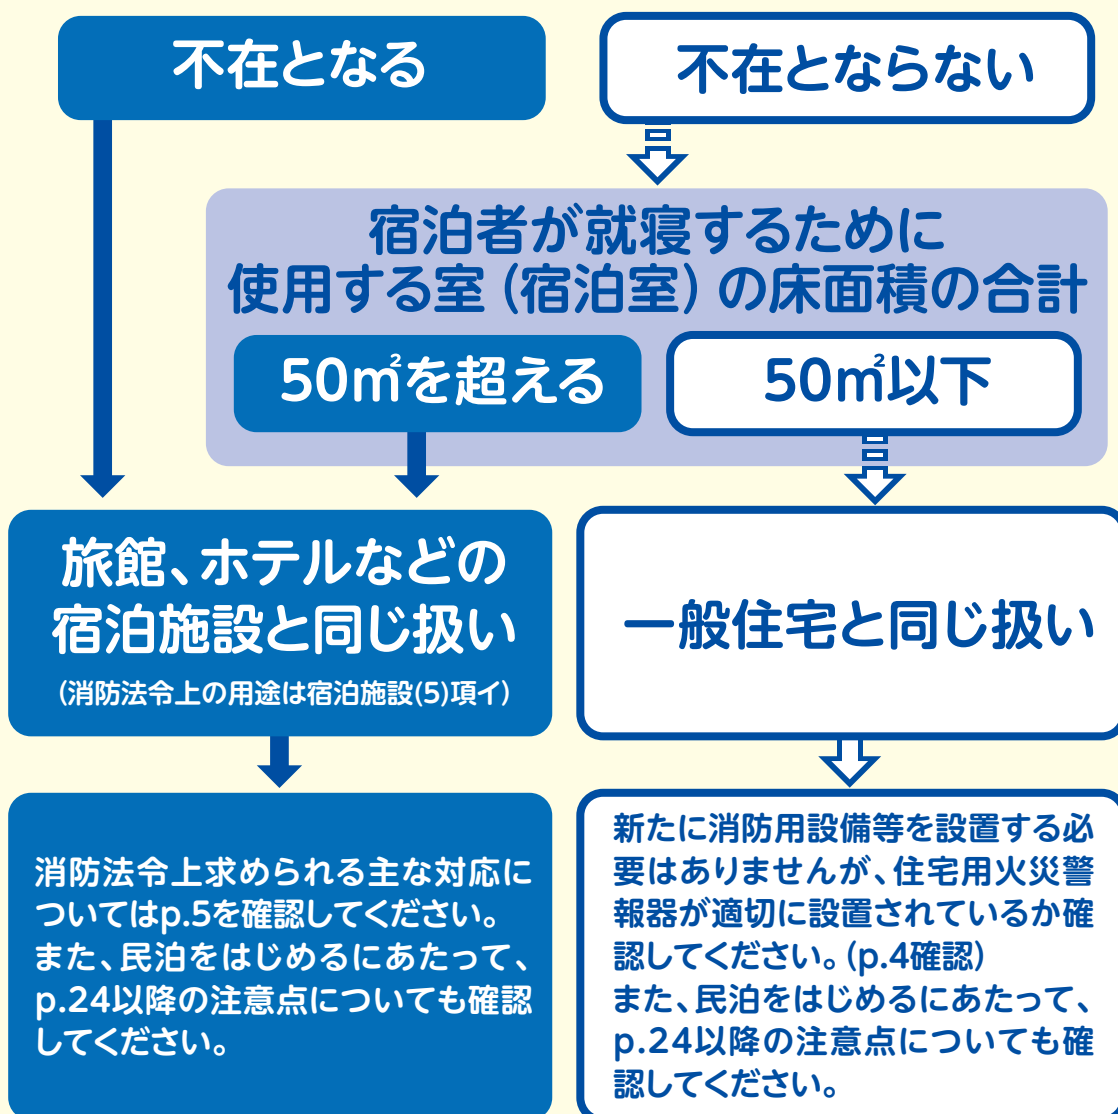 不在となる
不在とならない
宿泊者が就寝するために
使用する室(宿泊室)の床面積の合計
50㎡を超える
50㎡以下
旅館、ホテルなどの
宿泊施設と同じ扱い
(消防法令上の用途は宿泊施設(5)項イ)
一般住宅と同じ扱い
消防法令上求められる主な対応に
ついてはp.5を確認してください。
また、民泊をはじめるにあたって、
p.24以降の注意点についても確認
してください。
新たに消防用設備等を設置する必
要はありませんが、住宅用火災警
報器が適切に設置されているか確
認してください。(p.4確認)
また、民泊をはじめるにあたって、
p.24以降の注意点についても確
認してください。